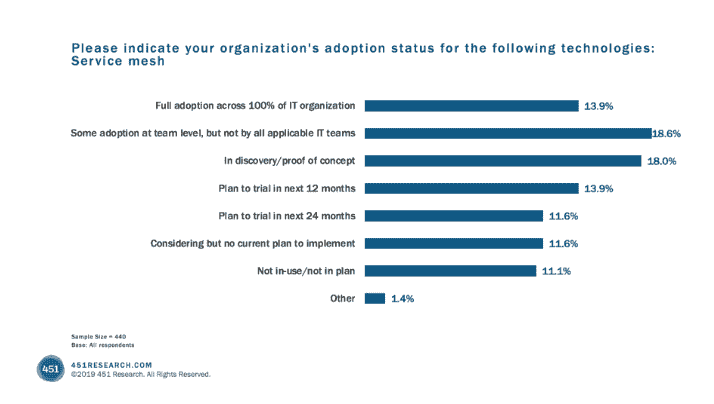 Please indicate your organization's adoption status for the following technologies:
Service mesh
Full adoption across 100% of IT organization 13.9%
Some adoption at team level, but not by all applicable IT teams 18.6%
In discovery/proof of concept 18.0%
Plan to trial in next 12 months 13.9%
Plan to trial in next 24 months 11.6%
Considering but no current plan to implement 11.6%
Not in-use/not in plan 11.1%
Other 1.4%
Sample Size = 440
Base: All respondents
451
451RESEARCH.COM
©2019 451 Research. All Rights Reserved.